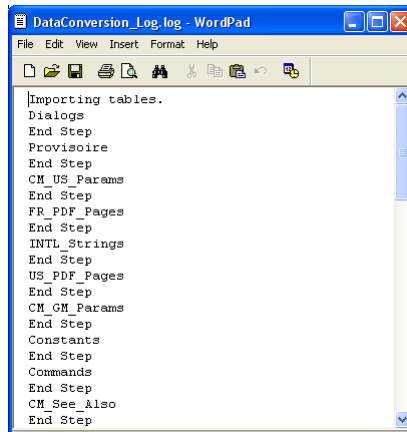 DataConversion_Log.log - WordPad
File Edit View Insert Format Help
Importing tables.
Dialogs
End Step
Provisoire
End Step
CM_US_Params
End Step
FR_PDF_Pages
End Step
INTL_Strings
End Step
US_PDF_Pages
End Step
CM_GM_Params
End Step
Constants
End Step
Commands
End Step
CM_See_Also
End Step